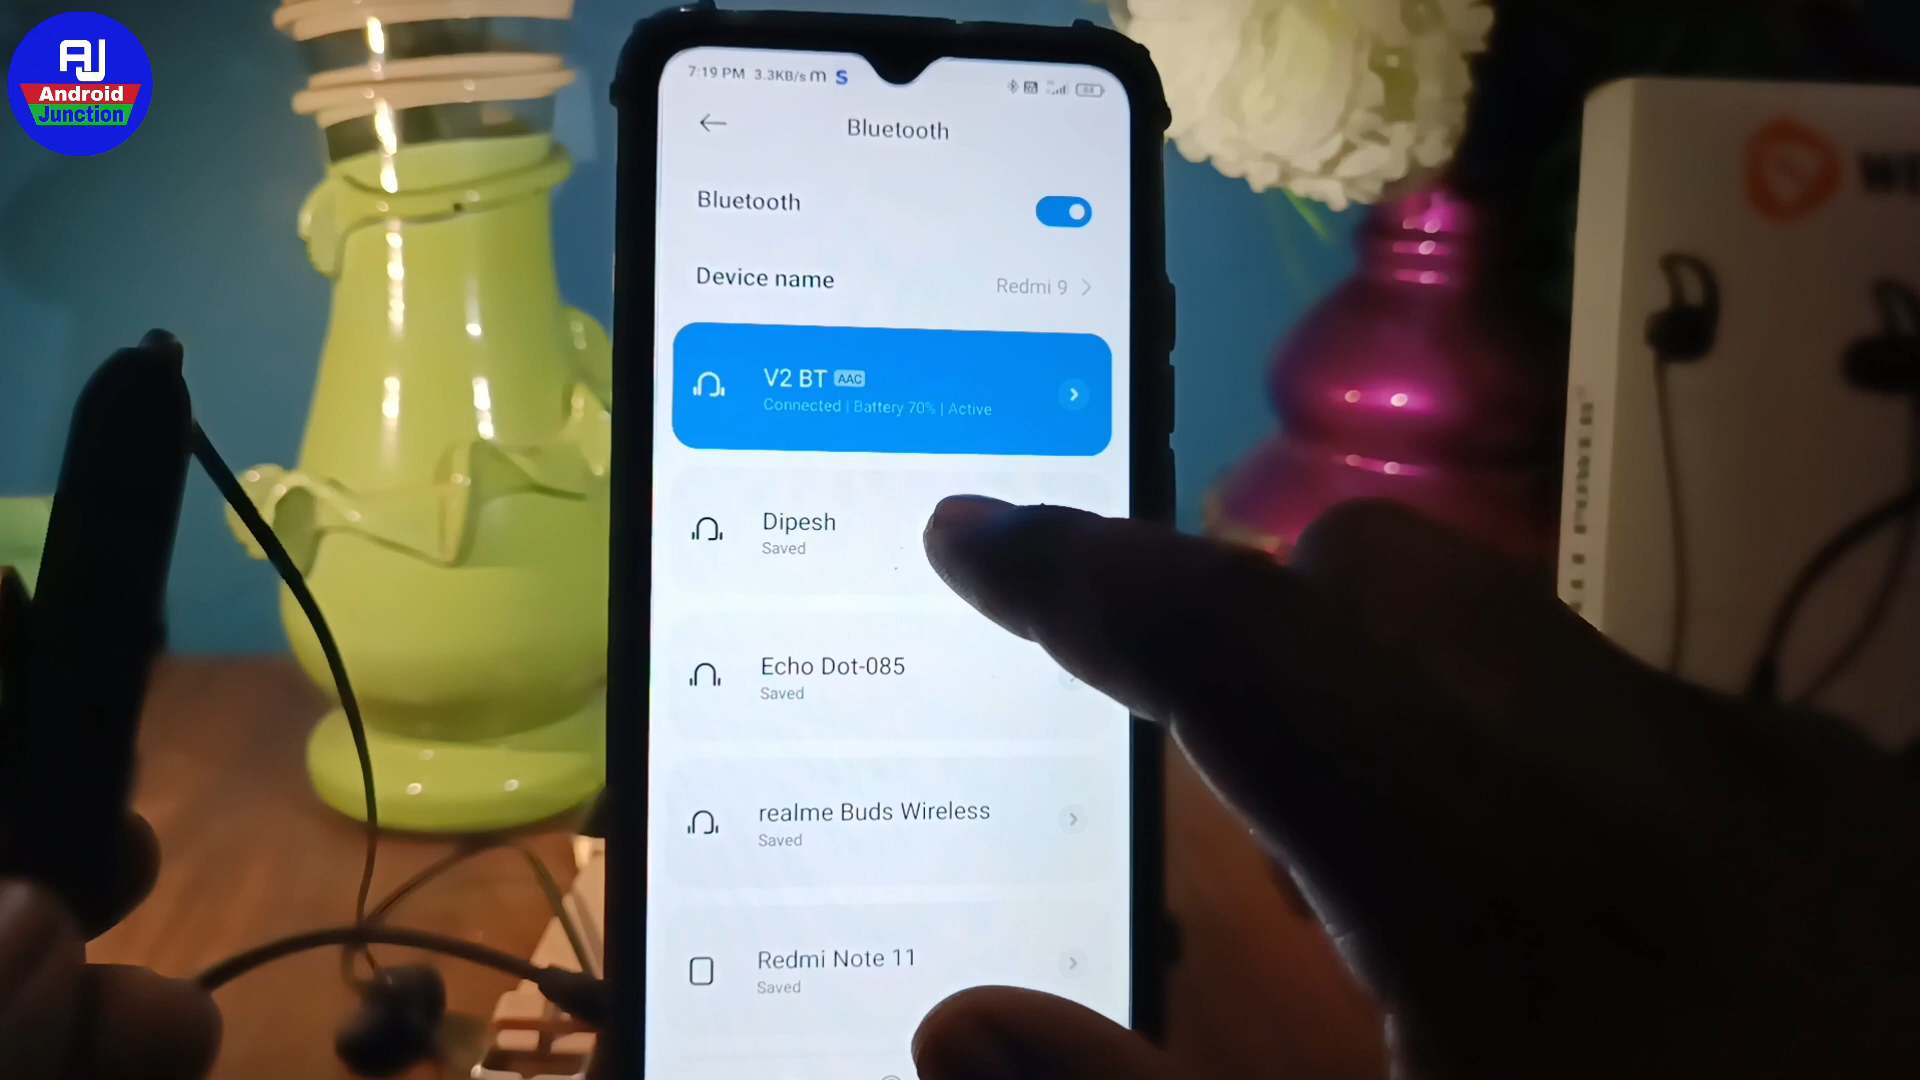 AJ
Android
Junction
7:19 PM 3.3KB/s m S
Bluetooth
Bluetooth
Device name
Redmi 9
V2 BT AAC
Connected | Battery 70% | Active
Dipesh
Saved
Echo Dot-085
Saved
realme Buds Wireless
Saved
Redmi Note 11
Saved